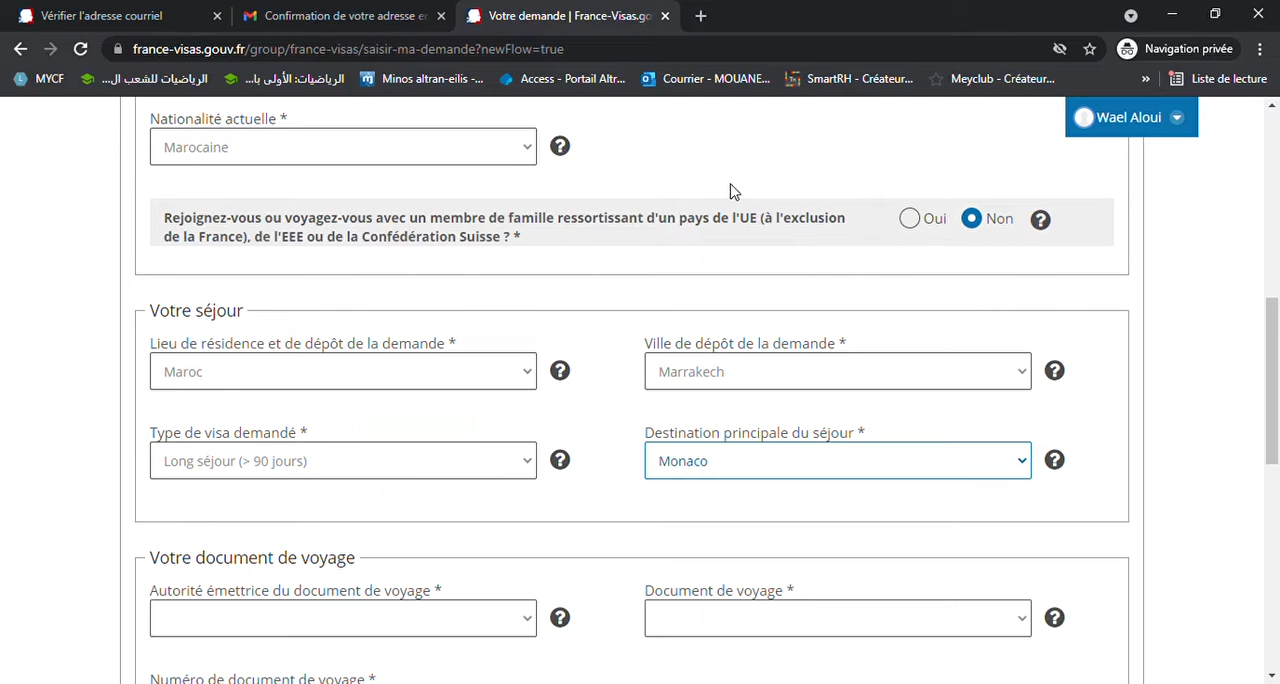 Vérifier l'adresse courriel
Confirmation de votre adresse e
Votre demande | France-Visas.go
france-visas.gouv.fr/group/france-visas/saisir-ma-demande?newFlow=true
Navigation privée
MYCF
الرياضيات للشعب ال...
الرياضيات: الأولى با...
Minos altran-eilis -...
Access - Portail Altr...
Courrier - MOUANE...
SmartRH - Créateur...
Meyclub - Créateur...
»
Liste de lecture
Wael Aloui
Nationalité actuelle *
Marocaine
Rejoignez-vous ou voyagez-vous avec un membre de famille ressortissant d'un pays de l'UE (à l'exclusion
de la France), de l'EEE ou de la Confédération Suisse ? *
Oui
Non
Votre séjour
Lieu de résidence et de dépôt de la demande *
Ville de dépôt de la demande *
Maroc
Marrakech
Type de visa demandé *
Destination principale du séjour *
Long séjour (> 90 jours)
Monaco
Votre document de voyage
Autorité émettrice du document de voyage *
Document de voyage *
Numéro de document de voyage *